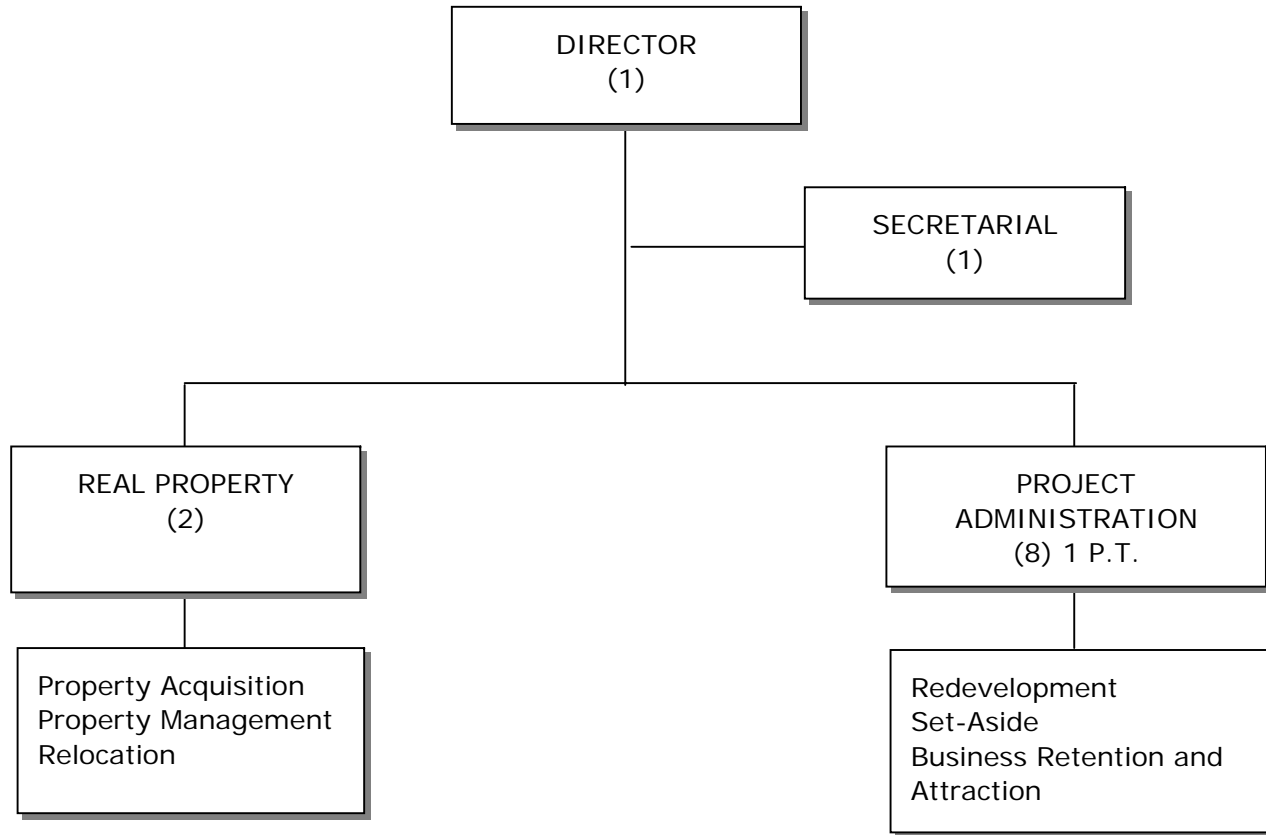 DIRECTOR
(1)
SECRETARIAL
(1)
REAL PROPERTY
(2)
PROJECT
ADMINISTRATION
(8) 1 P.T.
Property Acquisition
Property Management
Relocation
Redevelopment
Set-Aside
Business Retention and
Attraction